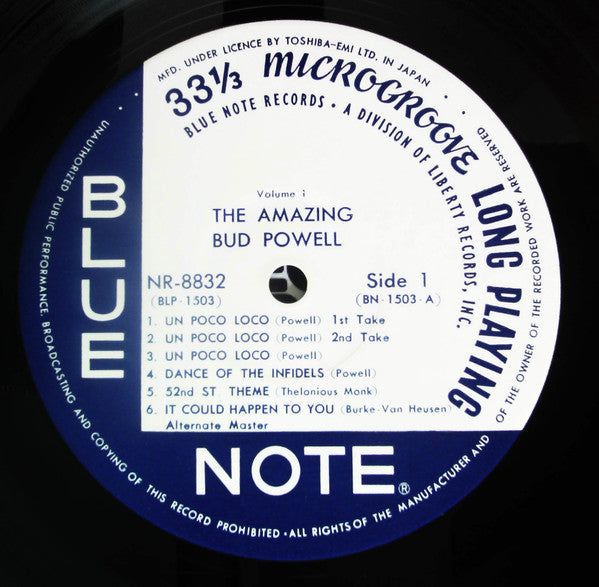 MFD. UNDER LICENCE BY TOSHIBA-EMI LTD. IN JAPAN
33 1/3 MICROGROOVE LONG PLAYING
BLUE NOTE RECORDS • A DIVISION OF LIBERTY RECORDS, INC.
Volume 1
THE AMAZING
BUD POWELL
NR-8832 Side 1
(BLP-1503) (BN-1503-A)
1. UN POCO LOCO (Powell) 1st Take
2. UN POCO LOCO (Powell) 2nd Take
3. UN POCO LOCO (Powell)
4. DANCE OF THE INFIDELS (Powell)
5. 52nd ST. THEME (Thelonious Monk)
6. IT COULD HAPPEN TO YOU (Burke-Van Heusen)
Alternate Master
BLUE
NOTE®
UNAUTHORIZED PUBLIC PERFORMANCE, BROADCASTING AND COPYING OF THIS RECORD PROHIBITED • ALL RIGHTS OF THE MANUFACTURER AND OF THE OWNER OF THE RECORDED WORK ARE RESERVED